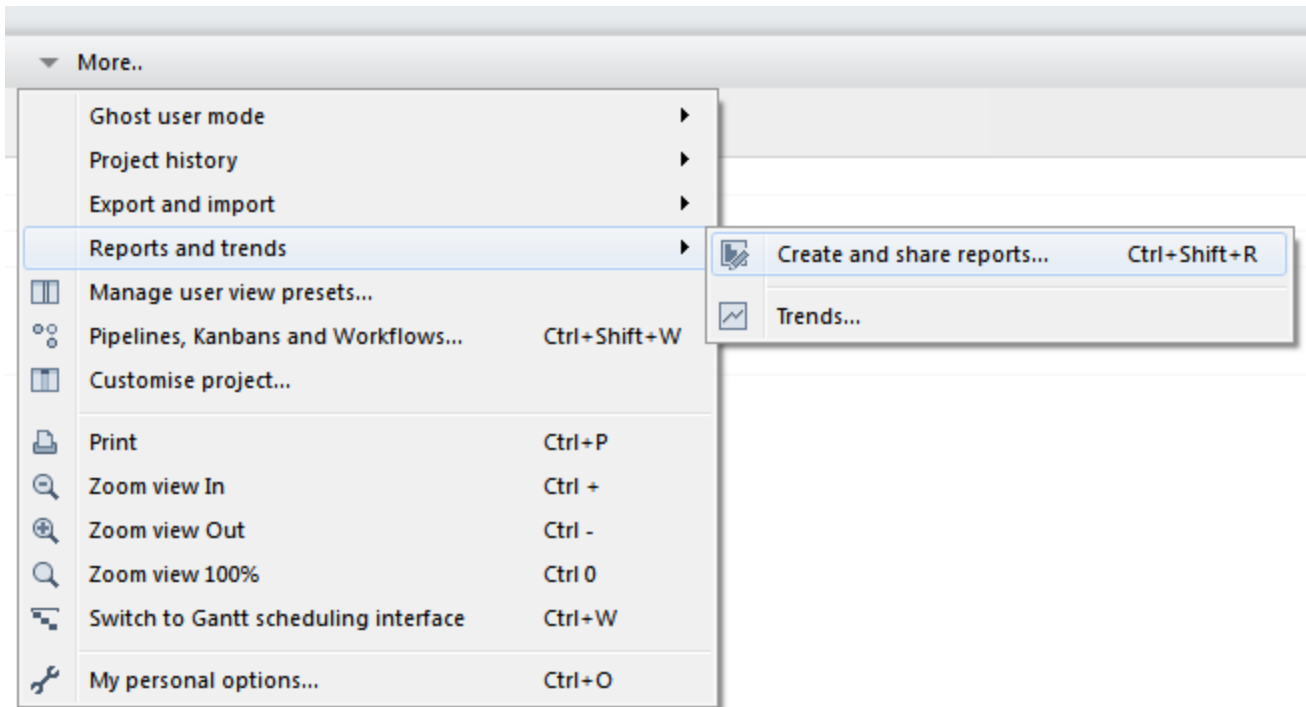 More..
Ghost user mode
Project history
Export and import
Reports and trends
Create and share reports... Ctrl+Shift+R
Manage user view presets...
Trends...
Pipelines, Kanbans and Workflows... Ctrl+Shift+W
Customise project...
Print Ctrl+P
Zoom view In Ctrl +
Zoom view Out Ctrl -
Zoom view 100% Ctrl 0
Switch to Gantt scheduling interface Ctrl+W
My personal options... Ctrl+O